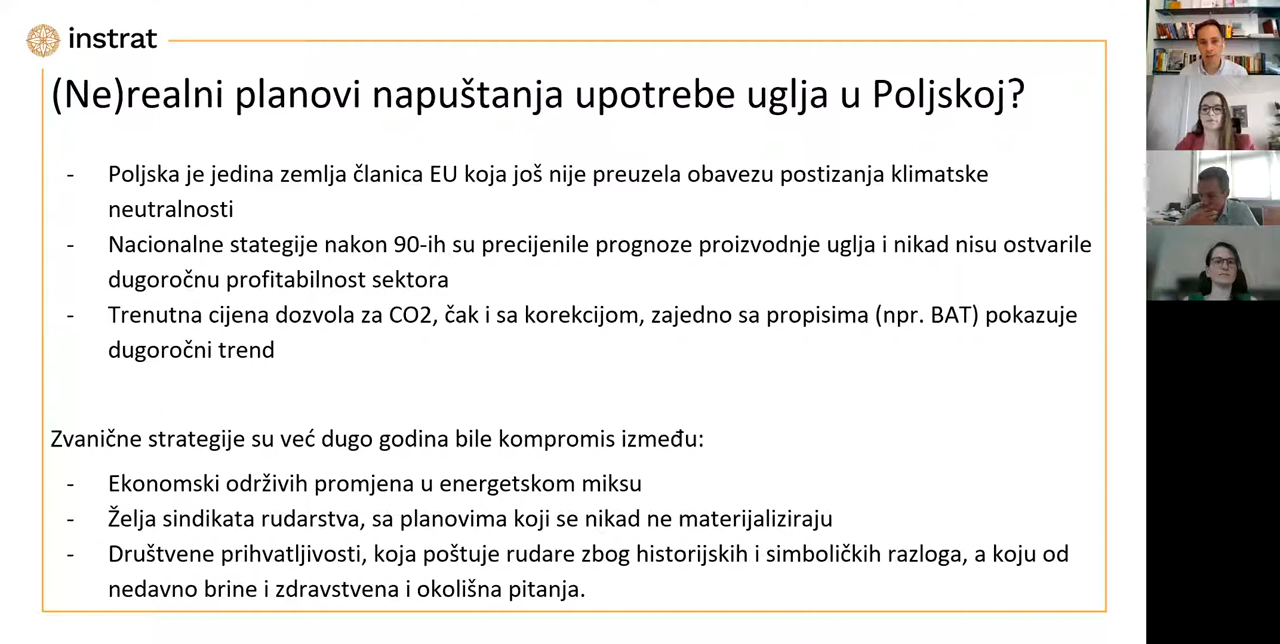 instrat
(Ne)realni planovi napuštanja upotrebe uglja u Poljskoj?
- Poljska je jedina zemlja članica EU koja još nije preuzela obavezu postizanja klimatske
neutralnosti
- Nacionalne stategije nakon 90-ih su precijenile prognoze proizvodnje uglja i nikad nisu ostvarile
dugoročnu profitabilnost sektora
- Trenutna cijena dozvola za CO2, čak i sa korekcijom, zajedno sa propisima (npr. BAT) pokazuje
dugoročni trend
Zvanične strategije su već dugo godina bile kompromis između:
- Ekonomski održivih promjena u energetskom miksu
- Želja sindikata rudarstva, sa planovima koji se nikad ne materijaliziraju
- Društvene prihvatljivosti, koja poštuje rudare zbog historijskih i simboličkih razloga, a koju od
nedavno brine i zdravstvena i okolišna pitanja.